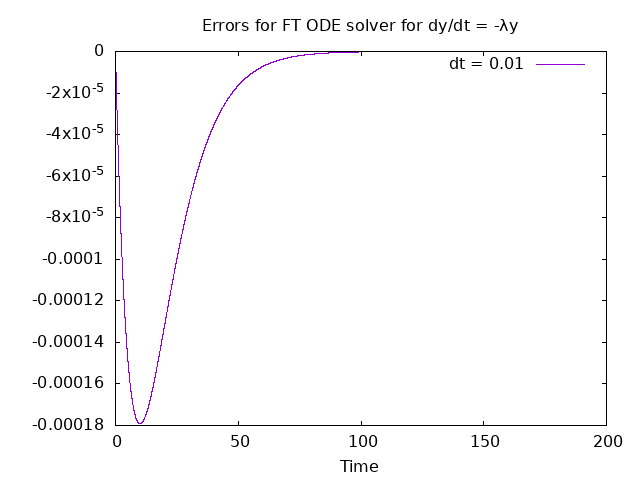 Errors for FT ODE solver for dy/dt = -λy
dt = 0.01
0
-2x10⁻⁵
-4x10⁻⁵
-6x10⁻⁵
-8x10⁻⁵
-0.0001
-0.00012
-0.00014
-0.00016
-0.00018
0 50 100 150 200
Time